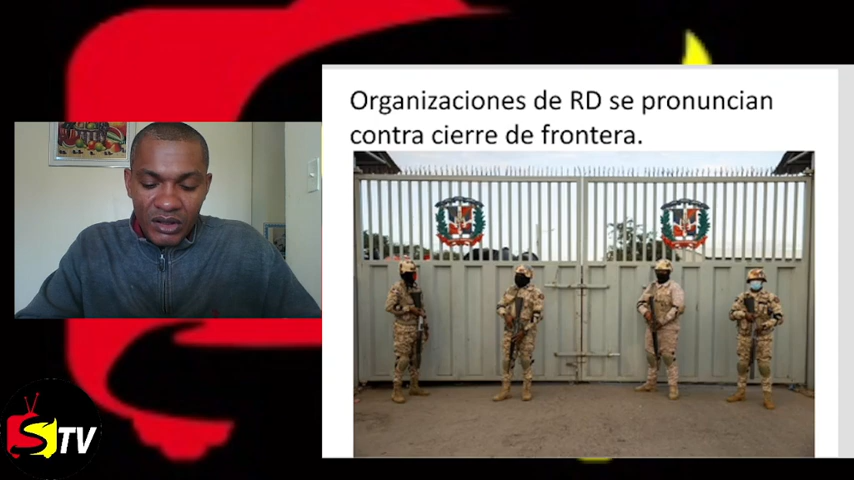 Organizaciones de RD se pronuncian
contra cierre de frontera.
STV